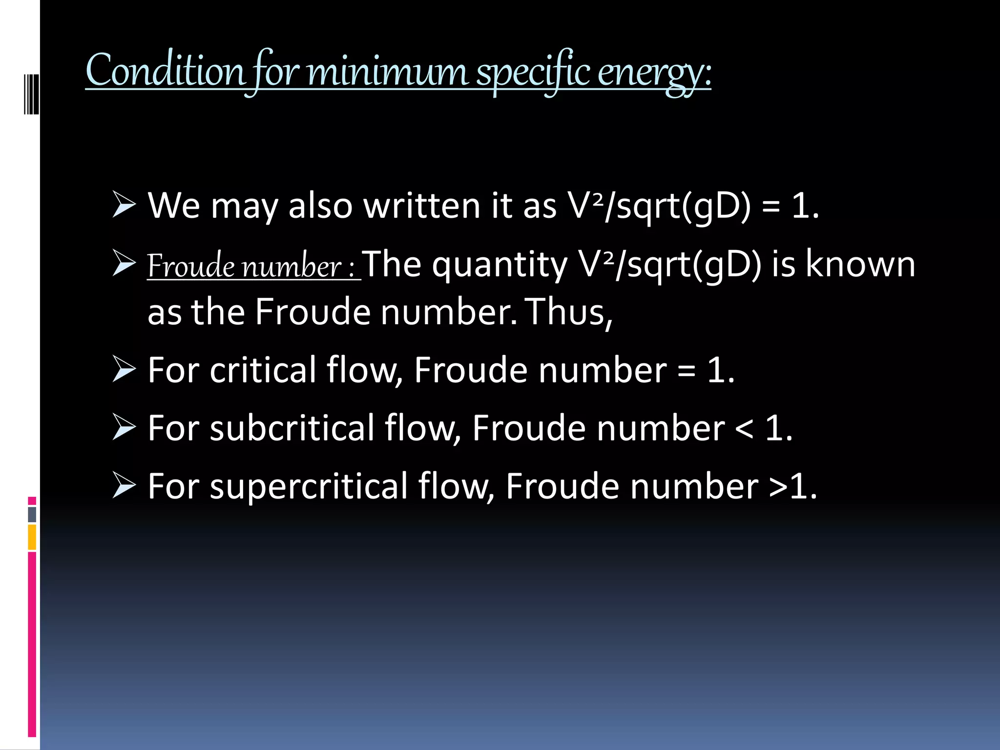 Condition for minimum specific energy:
➢ We may also written it as V²/sqrt(gD) = 1.
➢ Froude number : The quantity V²/sqrt(gD) is known
as the Froude number. Thus,
➢ For critical flow, Froude number = 1.
➢ For subcritical flow, Froude number < 1.
➢ For supercritical flow, Froude number >1.